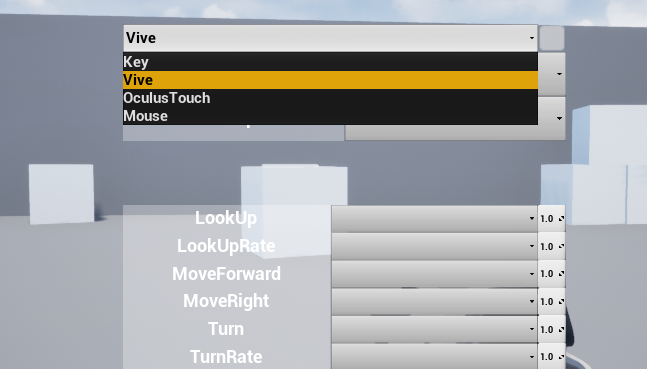 Vive
Key
Vive
OculusTouch
Mouse
LookUp 1.0
LookUpRate 1.0
MoveForward 1.0
MoveRight 1.0
Turn 1.0
TurnRate 1.0